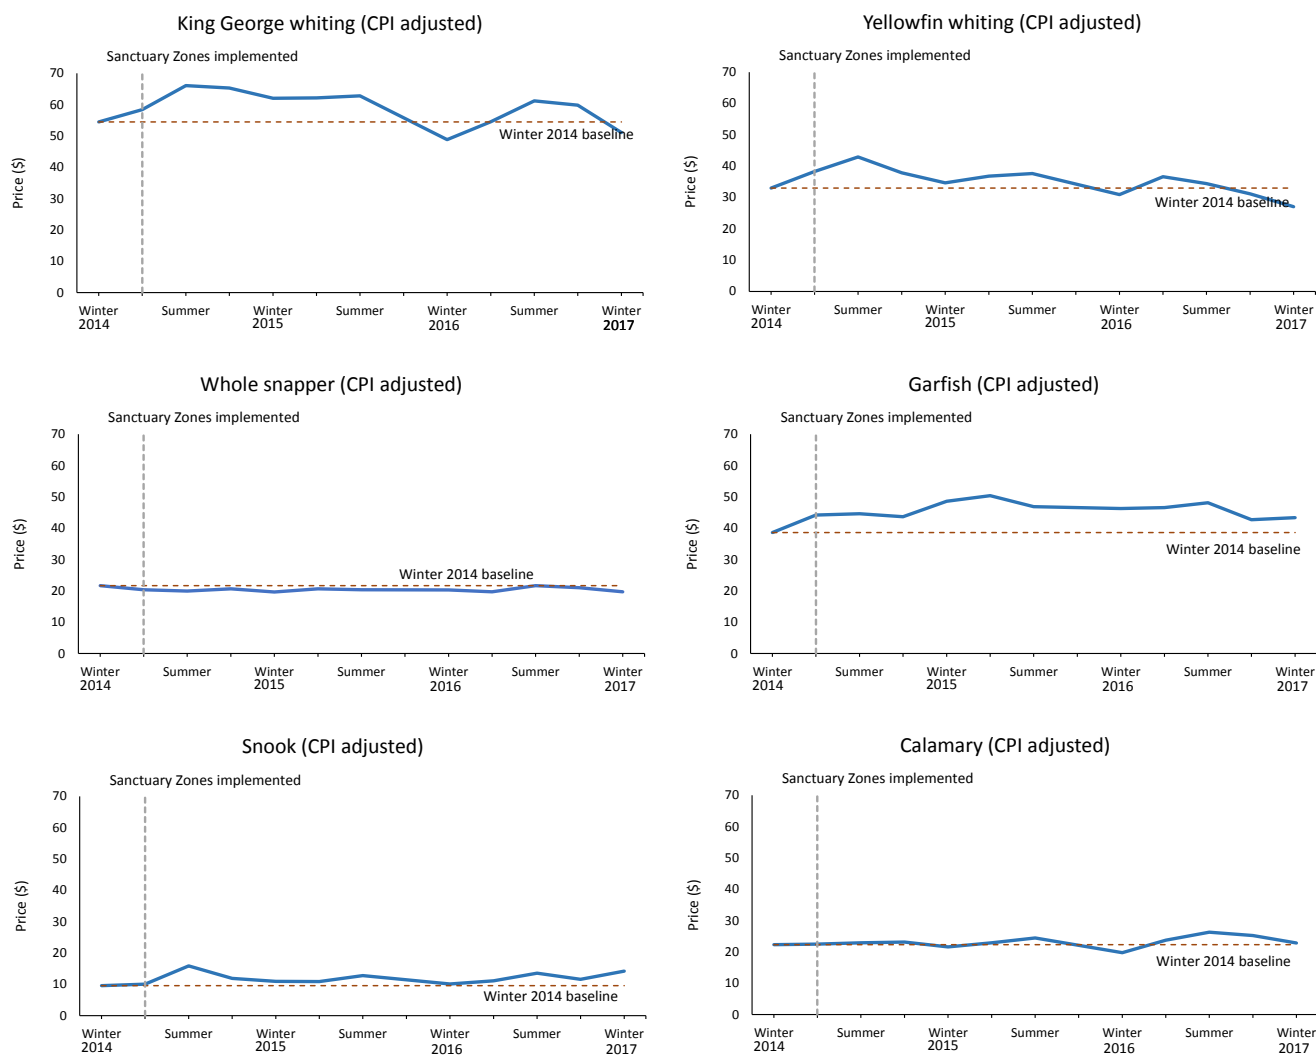 King George whiting (CPI adjusted)
Sanctuary Zones implemented
70
60
50
40
30
20
10
0
Price ($)
Winter 2014 baseline
Winter Summer Winter Summer Winter Summer Winter
2014 2015 2016 2017
Yellowfin whiting (CPI adjusted)
Sanctuary Zones implemented
70
60
50
40
30
20
10
0
Price ($)
Winter 2014 baseline
Winter Summer Winter Summer Winter Summer Winter
2014 2015 2016 2017
Whole snapper (CPI adjusted)
Sanctuary Zones implemented
70
60
50
40
30
20
10
0
Price ($)
Winter 2014 baseline
Winter Summer Winter Summer Winter Summer Winter
2014 2015 2016 2017
Garfish (CPI adjusted)
Sanctuary Zones implemented
70
60
50
40
30
20
10
0
Price ($)
Winter 2014 baseline
Winter Summer Winter Summer Winter Summer Winter
2014 2015 2016 2017
Snook (CPI adjusted)
Sanctuary Zones implemented
70
60
50
40
30
20
10
0
Price ($)
Winter 2014 baseline
Winter Summer Winter Summer Winter Summer Winter
2014 2015 2016 2017
Calamary (CPI adjusted)
Sanctuary Zones implemented
70
60
50
40
30
20
10
0
Price ($)
Winter 2014 baseline
Winter Summer Winter Summer Winter Summer Winter
2014 2015 2016 2017